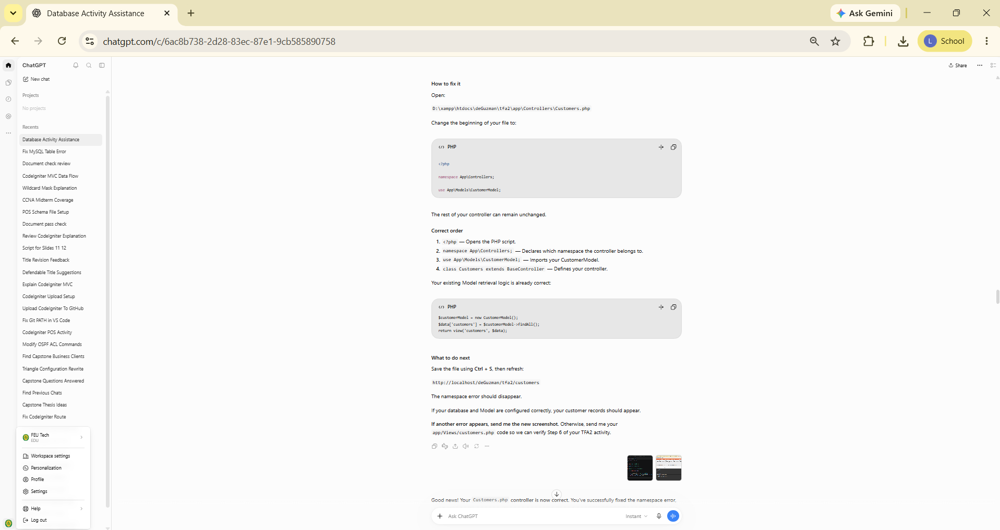 Database Activity Assistance
Ask Gemini
chatgpt.com/c/6ac8b738-2d28-83ec-87e1-9cb585890758
L School
ChatGPT
New chat
Projects
No projects
Recents
Database Activity Assistance
Fix MySQL Table Error
Document check review
CodeIgniter MVC Data Flow
Wildcard Mask Explanation
CCNA Midterm Coverage
POS Schema File Setup
Document pass check
Review CodeIgniter Explanation
Script for Slides 11 12
Title Revision Feedback
Defendable Title Suggestions
Explain CodeIgniter MVC
CodeIgniter Upload Setup
Upload CodeIgniter To GitHub
Fix Git PATH in VS Code
CodeIgniter POS Activity
Modify OSPF ACL Commands
Find Capstone Business Clients
Triangle Configuration Rewrite
Capstone Questions Answered
Find Previous Chats
Capstone Thesis Ideas
Fix CodeIgniter Route
FEU Tech
EDU
Workspace settings
Personalization
Profile
Settings
Help
Log out
Share
How to fix it
Open:
D:\xampp\htdocs\deGuzman\tfa2\app\Controllers\Customers.php
Change the beginning of your file to:
</> PHP
<?php
namespace App\Controllers;
use App\Models\CustomerModel;
The rest of your controller can remain unchanged.
Correct order
1. <?php — Opens the PHP script.
2. namespace App\Controllers; — Declares which namespace the controller belongs to.
3. use App\Models\CustomerModel; — Imports your CustomerModel.
4. class Customers extends BaseController — Defines your controller.
Your existing Model retrieval logic is already correct:
</> PHP
$customerModel = new CustomerModel();
$data['customers'] = $customerModel->findAll();
return view('customers', $data);
What to do next
Save the file using Ctrl + S, then refresh:
http://localhost/deGuzman/tfa2/customers
The namespace error should disappear.
If your database and Model are configured correctly, your customer records should appear.
If another error appears, send me the new screenshot. Otherwise, send me your
app/Views/customers.php code so we can verify Step 6 of your TFA2 activity.
Good news! Your Customers.php controller is now correct. You've successfully fixed the namespace error,
Ask ChatGPT
Instant